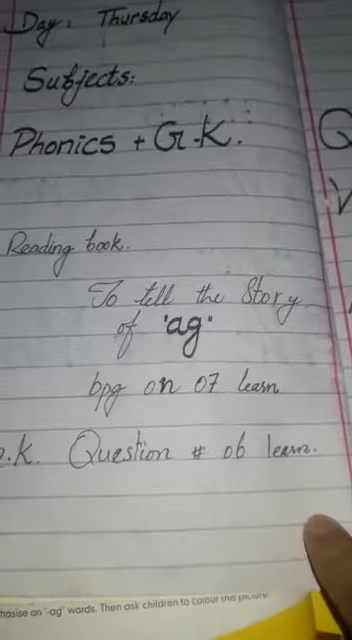 Day: Thursday
Subjects:
Phonics + G.K.
Reading book.
To tell the Story
of "ag"
bpg on 07 learn
.K. Question # 06 learn.
hasise on '-ag' words. Then ask children to colour this picture